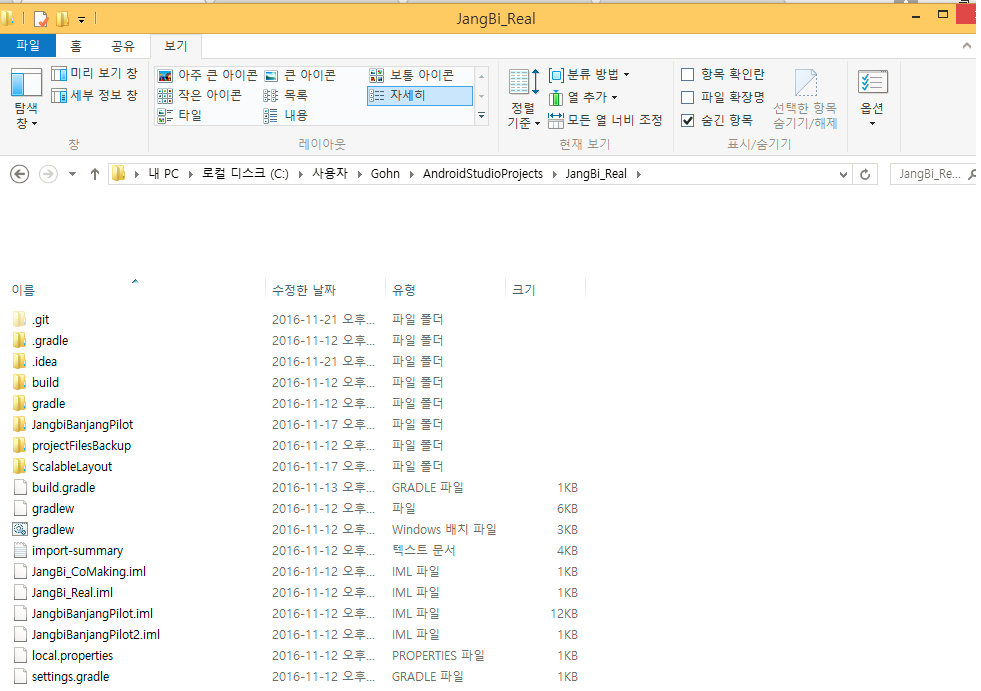 JangBi_Real
파일 홈 공유 보기
미리 보기 창
세부 정보 창
탐색
창
아주 큰 아이콘 큰 아이콘 보통 아이콘
작은 아이콘 목록 자세히
타일 내용
정렬
기준
분류 방법
열 추가
모든 열 너비 조정
항목 확인란
파일 확장명
숨긴 항목
선택한 항목
숨기기/해제
옵션
창 레이아웃 현재 보기 표시/숨기기
내 PC 로컬 디스크 (C:) 사용자 Gohn AndroidStudioProjects JangBi_Real JangBi_Re...
이름 수정한 날짜 유형 크기
.git 2016-11-21 오후... 파일 폴더
.gradle 2016-11-12 오후... 파일 폴더
.idea 2016-11-21 오후... 파일 폴더
build 2016-11-12 오후... 파일 폴더
gradle 2016-11-12 오후... 파일 폴더
JangbiBanjangPilot 2016-11-17 오후... 파일 폴더
projectFilesBackup 2016-11-12 오후... 파일 폴더
ScalableLayout 2016-11-17 오후... 파일 폴더
build.gradle 2016-11-13 오후... GRADLE 파일 1KB
gradlew 2016-11-12 오후... 파일 6KB
gradlew 2016-11-12 오후... Windows 배치 파일 3KB
import-summary 2016-11-12 오후... 텍스트 문서 4KB
JangBi_CoMaking.iml 2016-11-12 오후... IML 파일 1KB
JangBi_Real.iml 2016-11-12 오후... IML 파일 1KB
JangbiBanjangPilot.iml 2016-11-12 오후... IML 파일 12KB
JangbiBanjangPilot2.iml 2016-11-12 오후... IML 파일 1KB
local.properties 2016-11-12 오후... PROPERTIES 파일 1KB
settings.gradle 2016-11-12 오후... GRADLE 파일 1KB